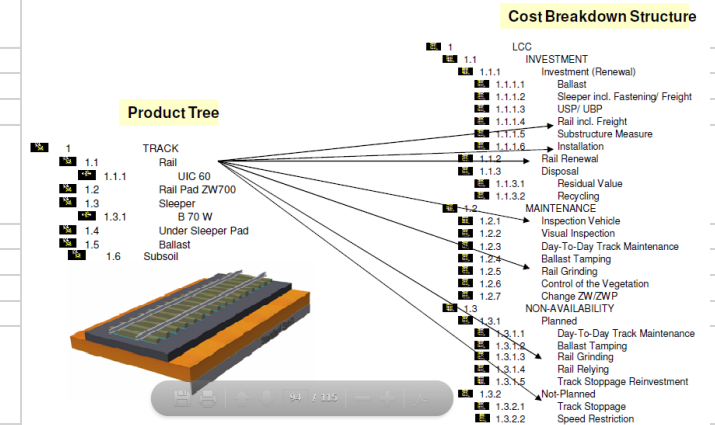 Cost Breakdown Structure
1 LCC
1.1 INVESTMENT
1.1.1 Investment (Renewal)
1.1.1.1 Ballast
1.1.1.2 Sleeper incl. Fastening/ Freight
1.1.1.3 USP/ UBP
1.1.1.4 Rail incl. Freight
1.1.1.5 Substructure Measure
1.1.1.6 Installation
1.1.2 Rail Renewal
1.1.3 Disposal
1.1.3.1 Residual Value
1.1.3.2 Recycling
1.2 MAINTENANCE
1.2.1 Inspection Vehicle
1.2.2 Visual Inspection
1.2.3 Day-To-Day Track Maintenance
1.2.4 Ballast Tamping
1.2.5 Rail Grinding
1.2.6 Control of the Vegetation
1.2.7 Change ZW/ZWP
1.3 NON-AVAILABILITY
1.3.1 Planned
1.3.1.1 Day-To-Day Track Maintenance
1.3.1.2 Ballast Tamping
1.3.1.3 Rail Grinding
1.3.1.4 Rail Relying
1.3.1.5 Track Stoppage Reinvestment
1.3.2 Not-Planned
1.3.2.1 Track Stoppage
1.3.2.2 Speed Restriction
Product Tree
1 TRACK
1.1 Rail
1.1.1 UIC 60
1.2 Rail Pad ZW700
1.3 Sleeper
1.3.1 B 70 W
1.4 Under Sleeper Pad
1.5 Ballast
1.6 Subsoil
/ 115